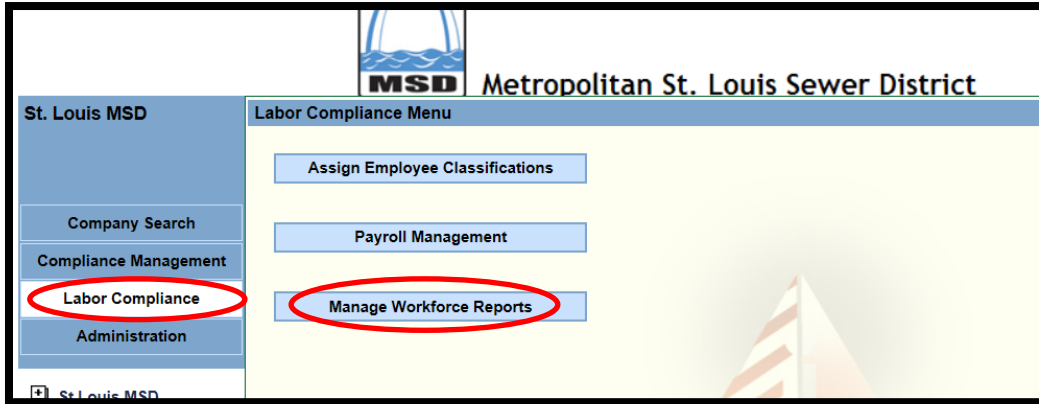 MSD Metropolitan St. Louis Sewer District
St. Louis MSD
Labor Compliance Menu
Assign Employee Classifications
Company Search
Payroll Management
Compliance Management
Labor Compliance
Manage Workforce Reports
Administration
St Louis MSD